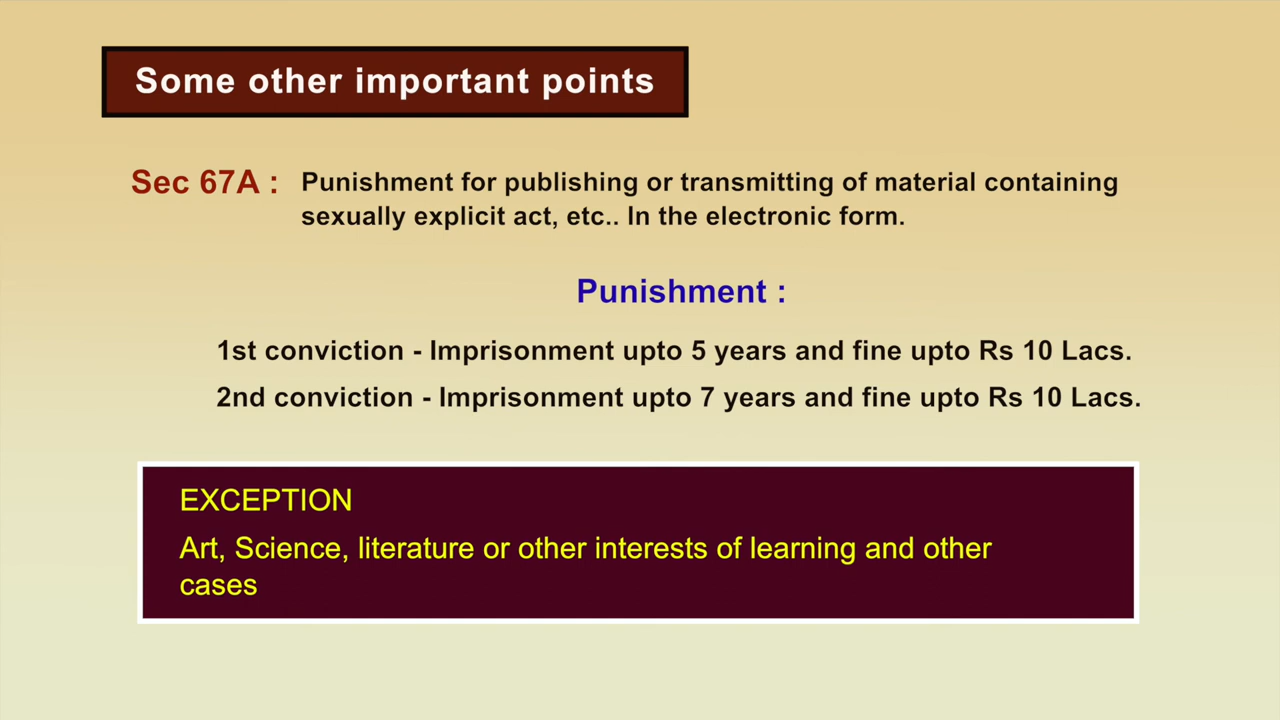 Some other important points
Sec 67A : Punishment for publishing or transmitting of material containing
sexually explicit act, etc.. In the electronic form.
Punishment :
1st conviction - Imprisonment upto 5 years and fine upto Rs 10 Lacs.
2nd conviction - Imprisonment upto 7 years and fine upto Rs 10 Lacs.
EXCEPTION
Art, Science, literature or other interests of learning and other
cases